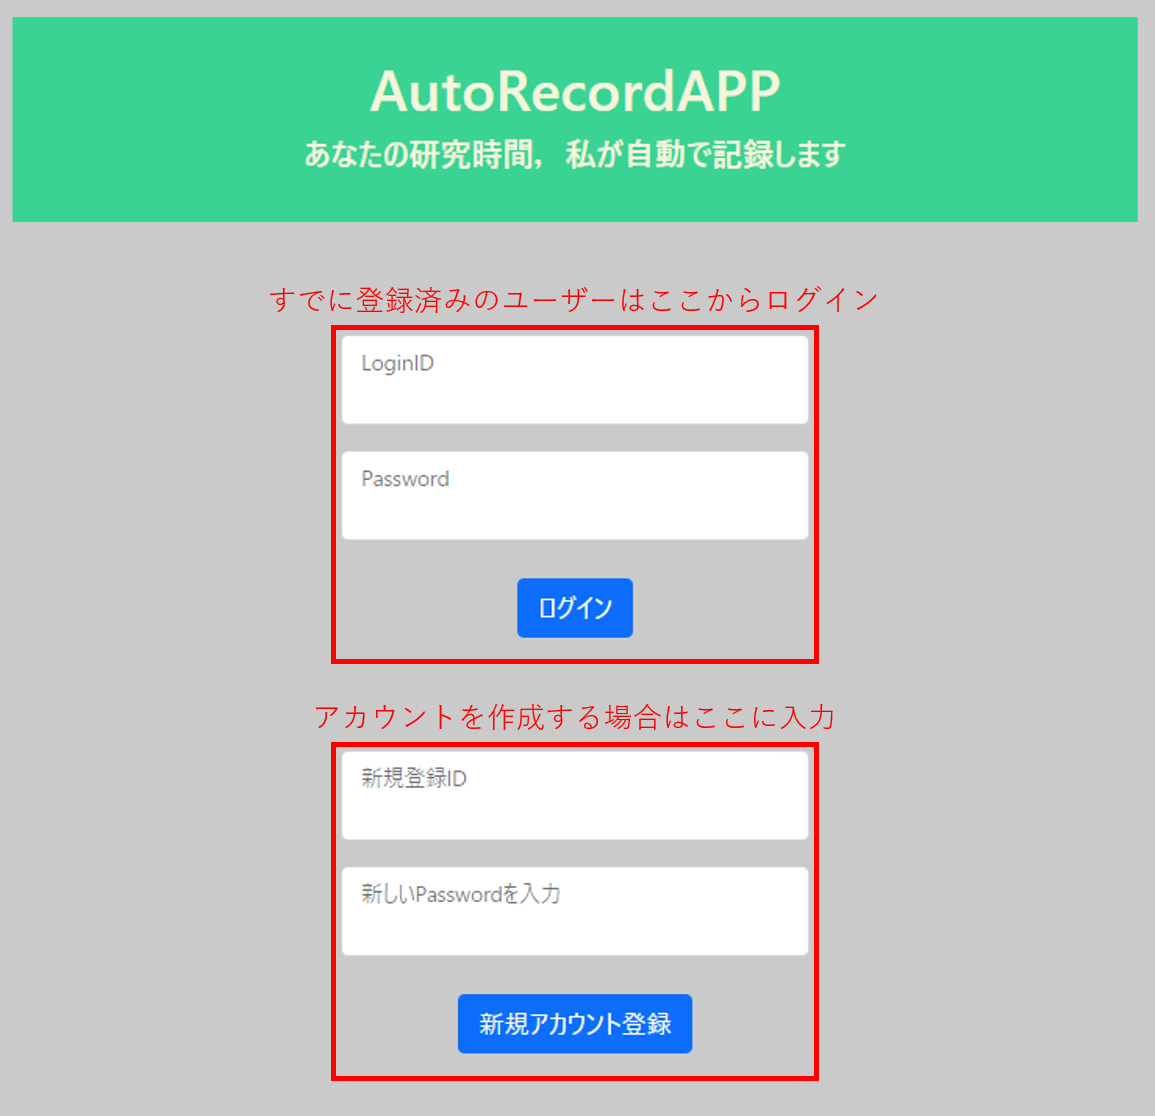 AutoRecordAPP
あなたの研究時間，私が自動で記録します
すでに登録済みのユーザーはここからログイン
LoginID
Password
ログイン
アカウントを作成する場合はここに入力
新規登録ID
新しいPasswordを入力
新規アカウント登録